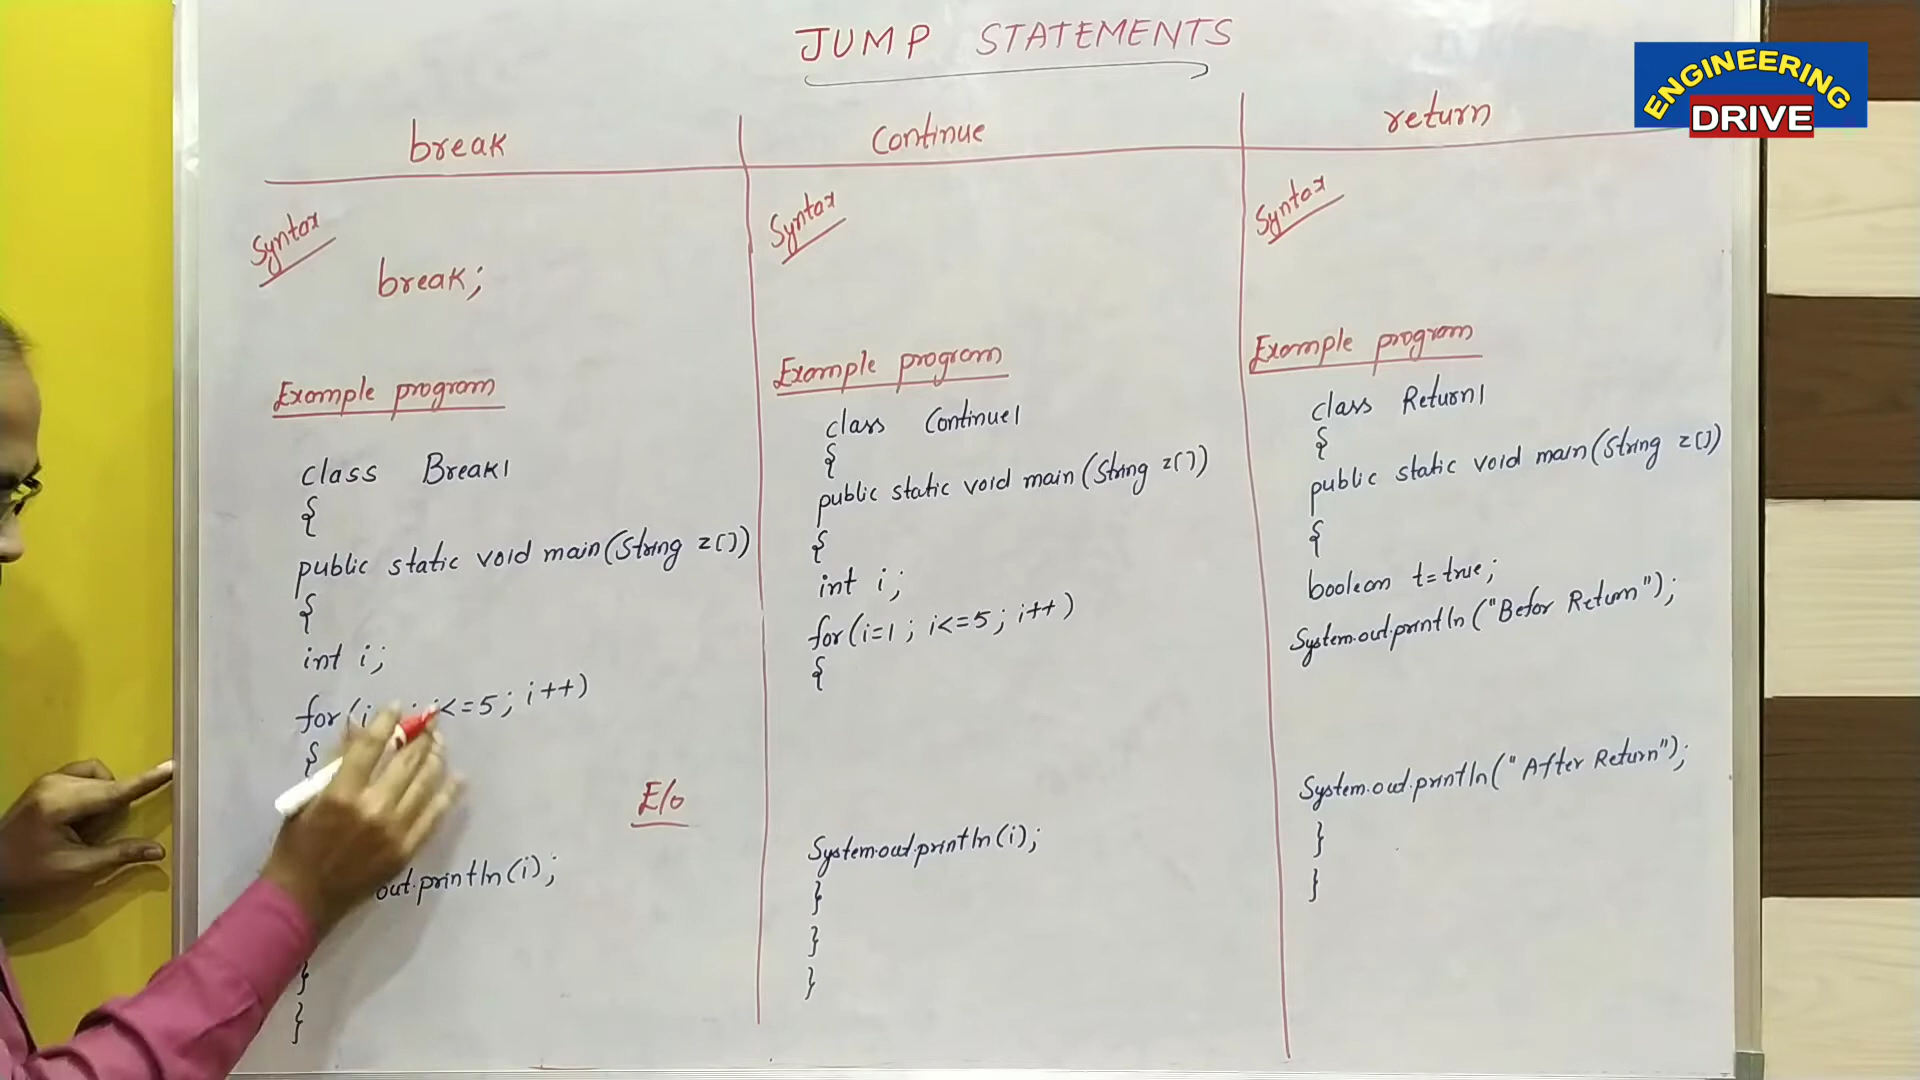 JUMP STATEMENTS
ENGINEERING
DRIVE
break
Syntax
break;
Example program
class Break1
{
public static void main(String z[])
{
int i;
for(i <=5; i++)
{
out.println(i);
}
}
E/o
Continue
Syntax
Example program
class Continue1
{
public static void main(String z[])
{
int i;
for(i=1; i<=5; i++)
{
System.out.println(i);
}
}
}
return
Syntax
Example program
class Return1
{
public static void main(String z[])
{
boolean t=true;
System.out.println("Befor Return");
System.out.println("After Return");
}
}